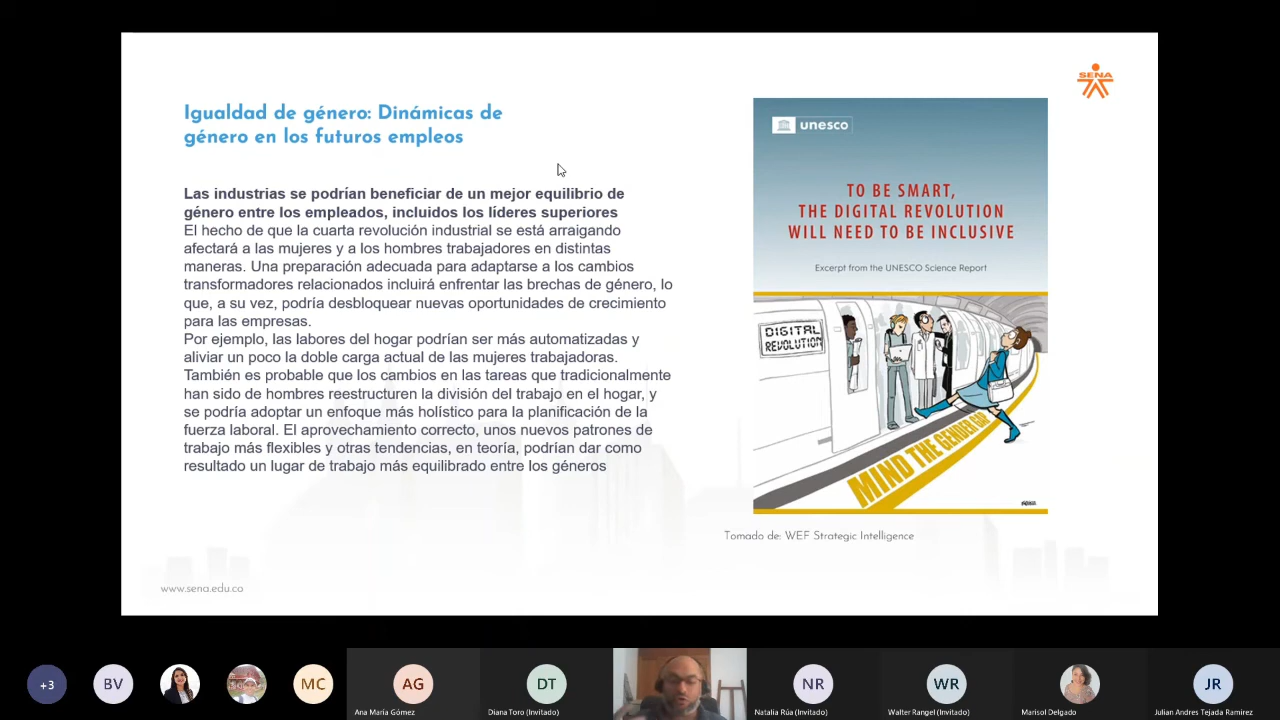 SENA
Igualdad de género: Dinámicas de
género en los futuros empleos
Las industrias se podrían beneficiar de un mejor equilibrio de
género entre los empleados, incluidos los líderes superiores
El hecho de que la cuarta revolución industrial se está arraigando
afectará a las mujeres y a los hombres trabajadores en distintas
maneras. Una preparación adecuada para adaptarse a los cambios
transformadores relacionados incluirá enfrentar las brechas de género, lo
que, a su vez, podría desbloquear nuevas oportunidades de crecimiento
para las empresas.
Por ejemplo, las labores del hogar podrían ser más automatizadas y
aliviar un poco la doble carga actual de las mujeres trabajadoras.
También es probable que los cambios en las tareas que tradicionalmente
han sido de hombres reestructuren la división del trabajo en el hogar, y
se podría adoptar un enfoque más holístico para la planificación de la
fuerza laboral. El aprovechamiento correcto, unos nuevos patrones de
trabajo más flexibles y otras tendencias, en teoría, podrían dar como
resultado un lugar de trabajo más equilibrado entre los géneros
unesco
TO BE SMART,
THE DIGITAL REVOLUTION
WILL NEED TO BE INCLUSIVE
Excerpt from the UNESCO Science Report
DIGITAL
REVOLUTION
MIND THE GENDER GAP
Tomado de: WEF Strategic Intelligence
www.sena.edu.co
+3
BV
MC
AG
DT
NR
WR
JR
Ana María Gómez
Diana Toro (Invitado)
Natalia Rúa (Invitado)
Walter Rangel (Invitado)
Marisol Delgado
Julian Andres Tejada Ramirez